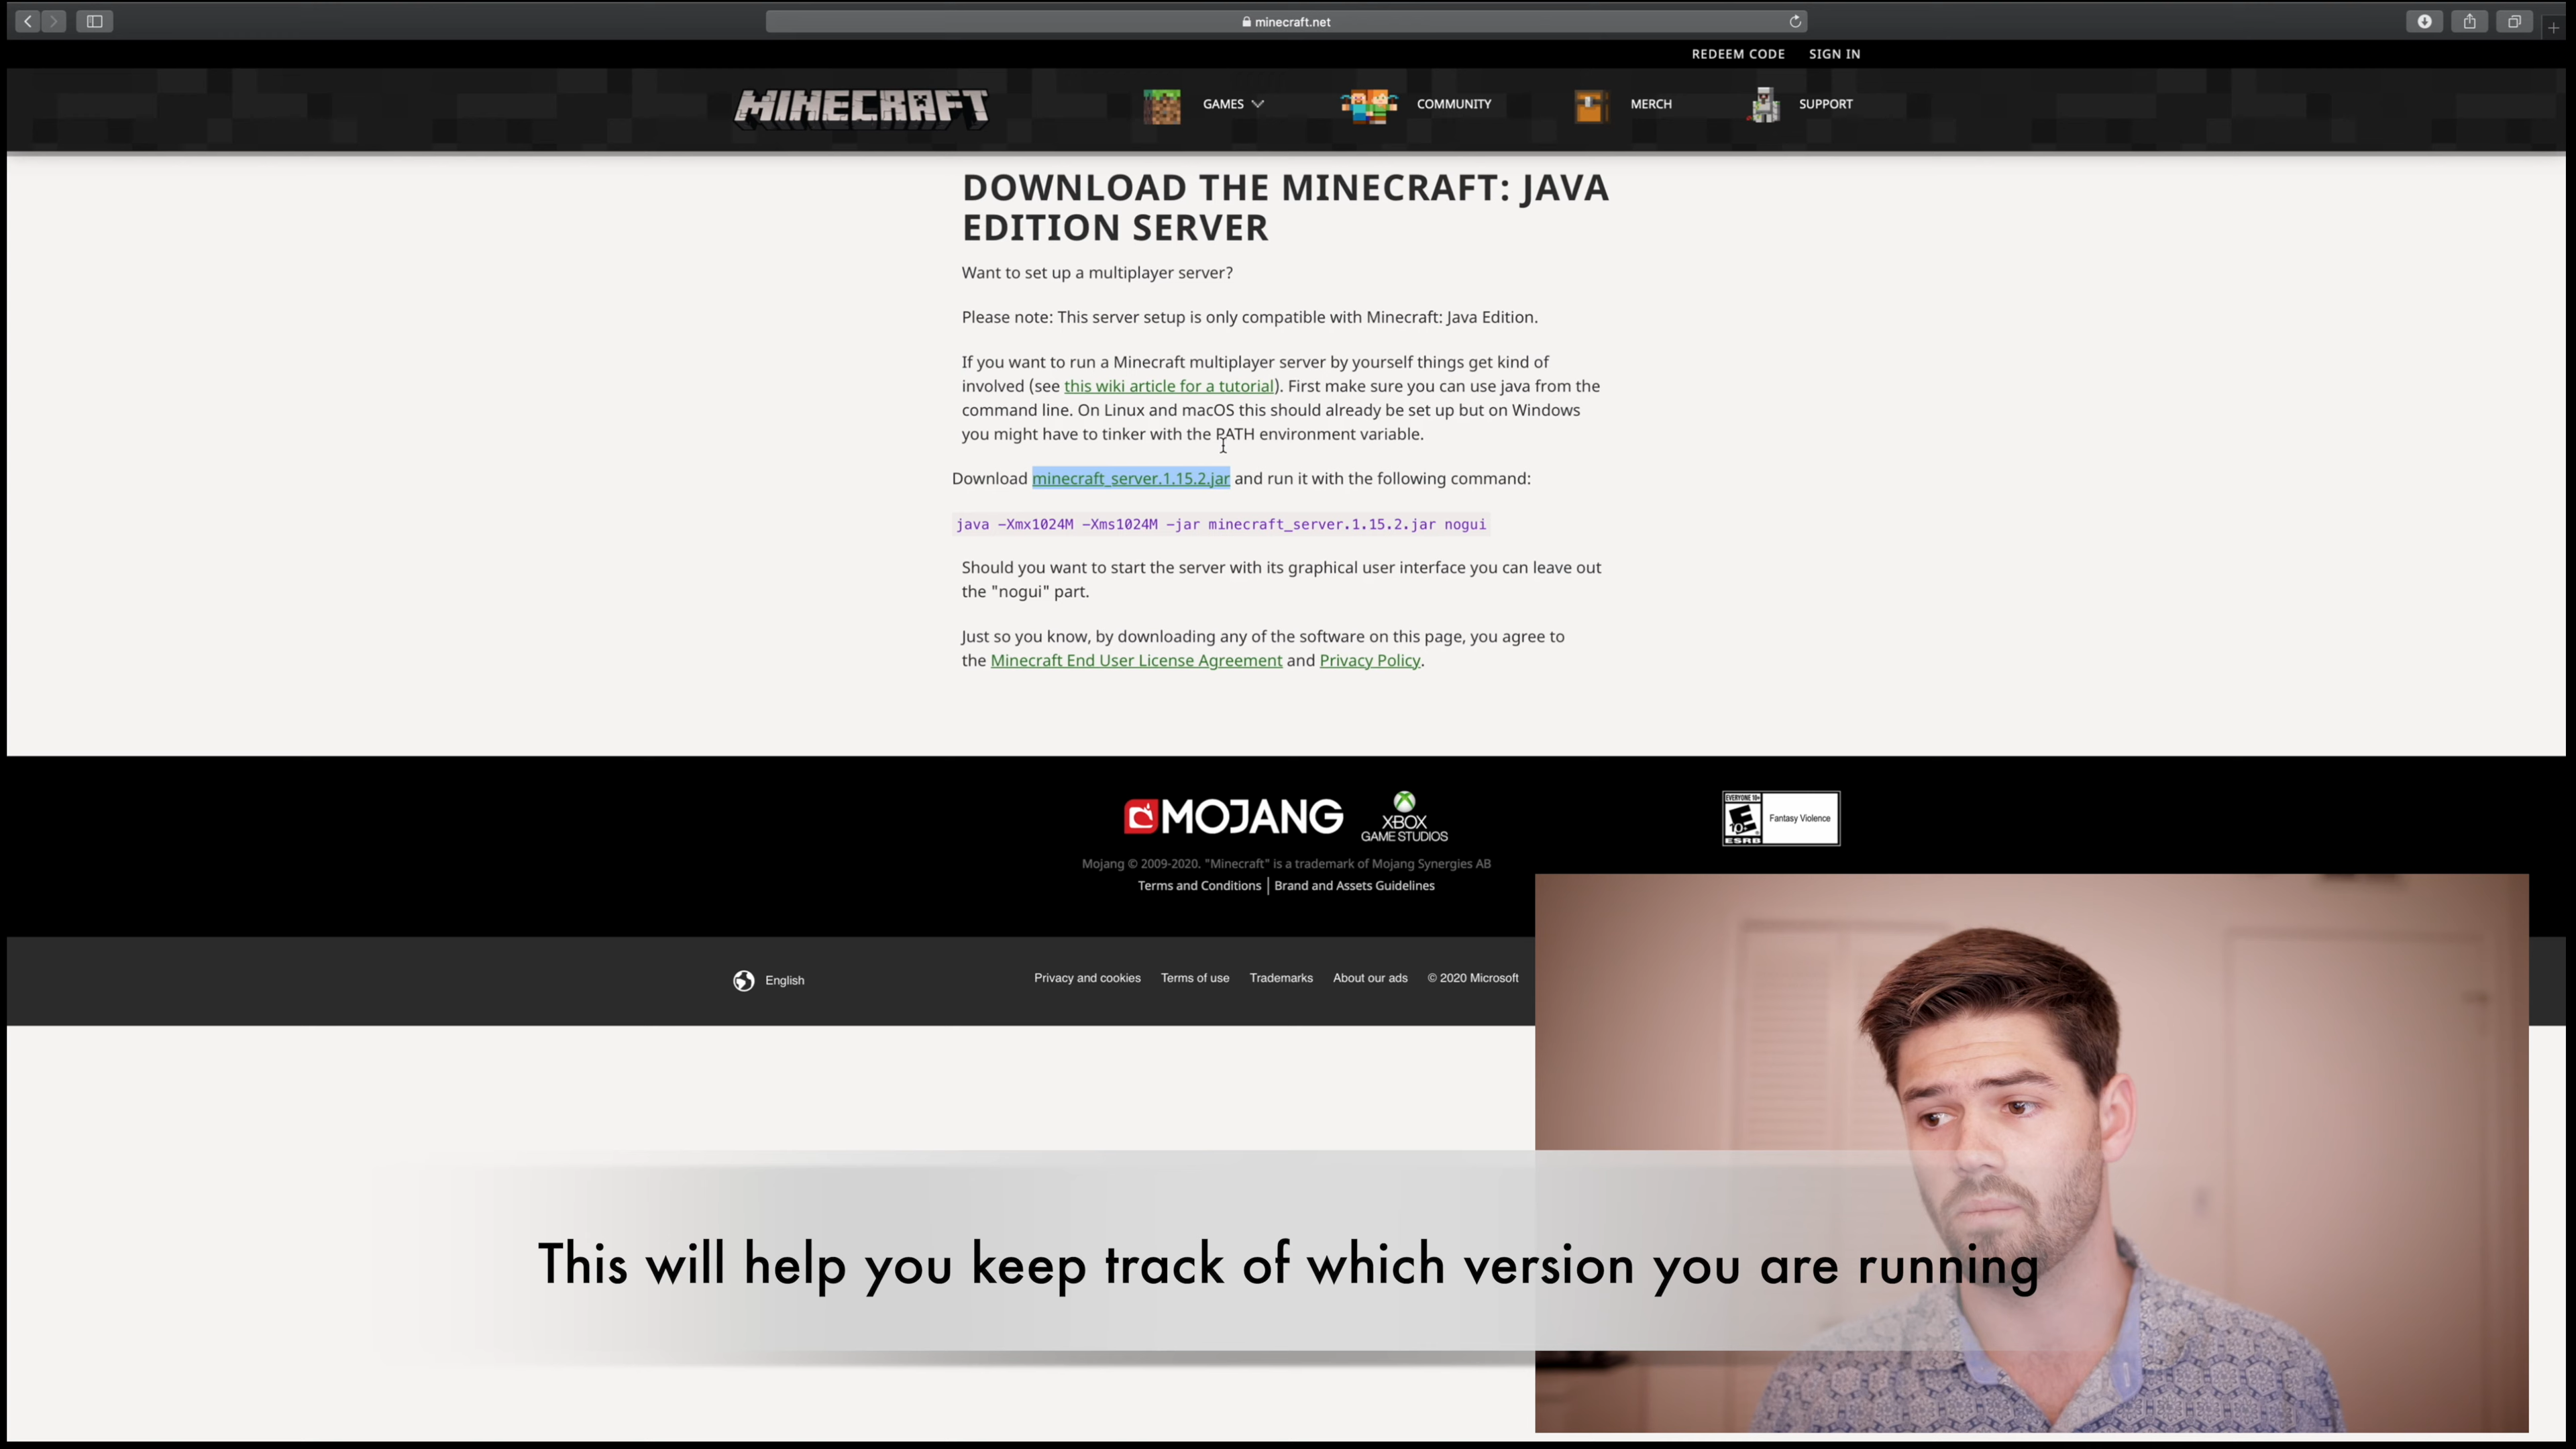 minecraft.net
REDEEM CODE SIGN IN
MINECRAFT GAMES COMMUNITY MERCH SUPPORT
DOWNLOAD THE MINECRAFT: JAVA
EDITION SERVER
Want to set up a multiplayer server?
Please note: This server setup is only compatible with Minecraft: Java Edition.
If you want to run a Minecraft multiplayer server by yourself things get kind of
involved (see this wiki article for a tutorial). First make sure you can use java from the
command line. On Linux and macOS this should already be set up but on Windows
you might have to tinker with the PATH environment variable.
Download minecraft_server.1.15.2.jar and run it with the following command:
java -Xmx1024M -Xms1024M -jar minecraft_server.1.15.2.jar nogui
Should you want to start the server with its graphical user interface you can leave out
the "nogui" part.
Just so you know, by downloading any of the software on this page, you agree to
the Minecraft End User License Agreement and Privacy Policy.
MOJANG
XBOX
GAME STUDIOS
EVERYONE 10+
E
10+
ESRB
Fantasy Violence
Mojang © 2009-2020. "Minecraft" is a trademark of Mojang Synergies AB
Terms and Conditions | Brand and Assets Guidelines
English
Privacy and cookies Terms of use Trademarks About our ads © 2020 Microsoft
This will help you keep track of which version you are running